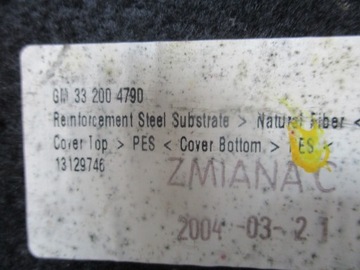 GM 33 200 4790
Reinforcement Steel Substrate > Natural Fiber <
Cover Top > PES < Cover Bottom > PES <
13129746
ZMIANA C
2004 -03- 21